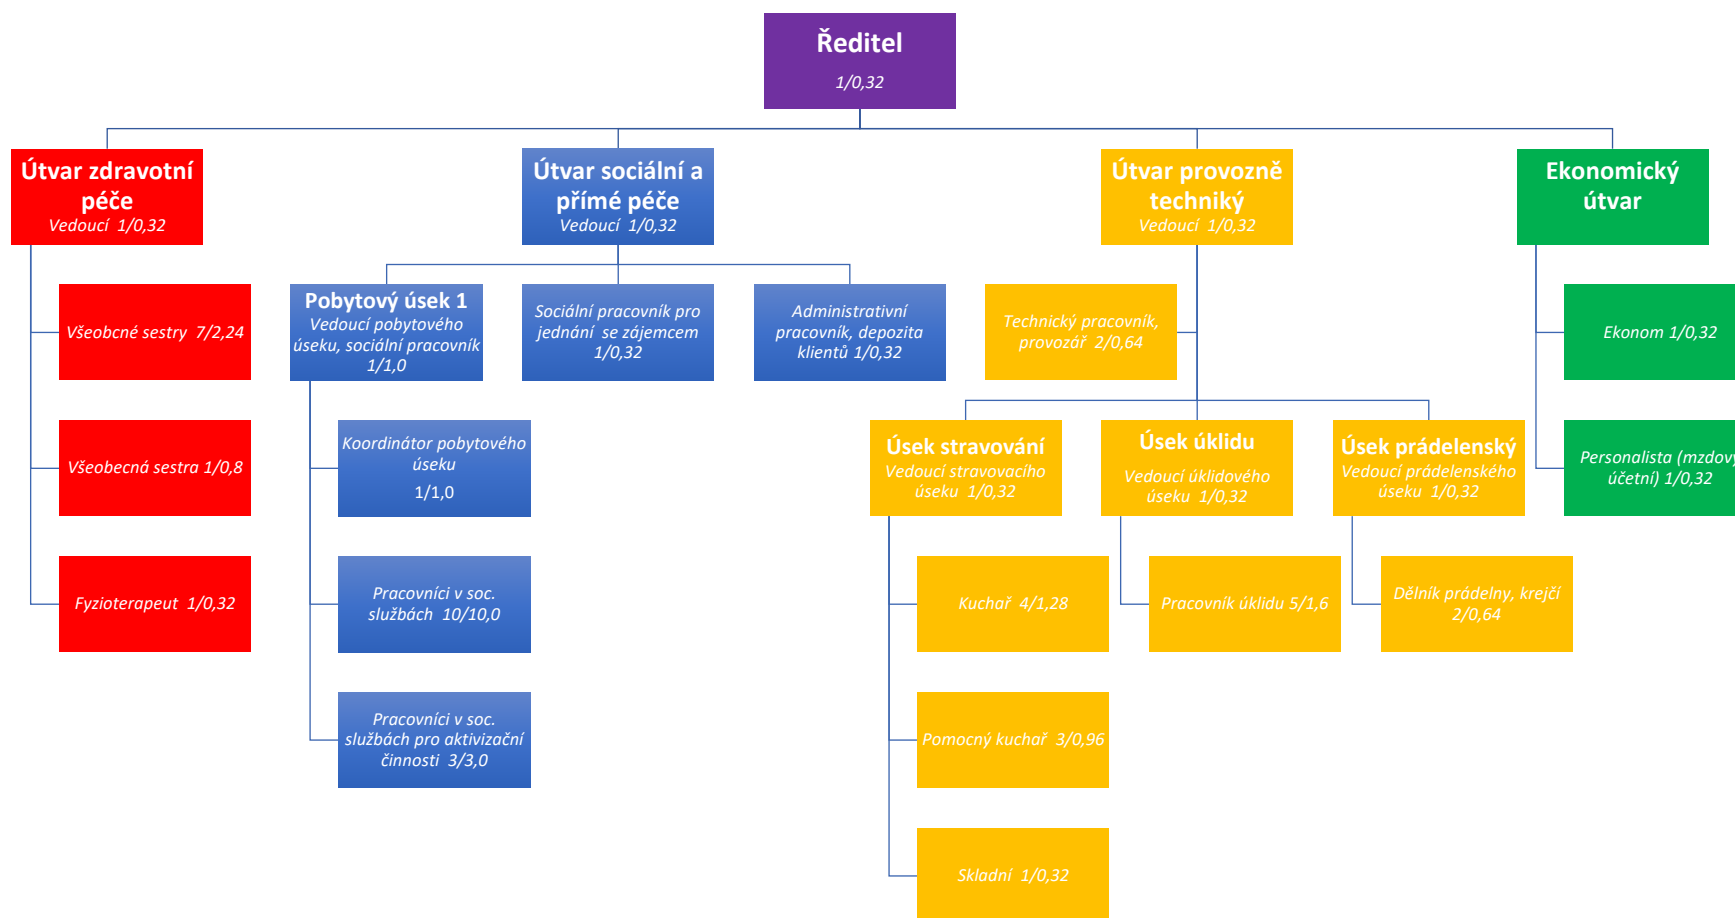 Ředitel
1/0,32
Útvar zdravotní
péče
Vedoucí 1/0,32
Všeobcné sestry 7/2,24
Všeobecná sestra 1/0,8
Fyzioterapeut 1/0,32
Útvar sociální a
přímé péče
Vedoucí 1/0,32
Pobytový úsek 1
Vedoucí pobytového
úseku, sociální pracovník
1/1,0
Koordinátor pobytového
úseku
1/1,0
Pracovníci v soc.
službách 10/10,0
Pracovníci v soc.
službách pro aktivizační
činnosti 3/3,0
Sociální pracovník pro
jednání se zájemcem
1/0,32
Administrativní
pracovník, depozita
klientů 1/0,32
Útvar provozně
techniký
Vedoucí 1/0,32
Technický pracovník,
provozář 2/0,64
Úsek stravování
Vedoucí stravovacího
úseku 1/0,32
Kuchař 4/1,28
Pomocný kuchař 3/0,96
Skladní 1/0,32
Úsek úklidu
Vedoucí úklidového
úseku 1/0,32
Pracovník úklidu 5/1,6
Úsek prádelenský
Vedoucí prádelenského
úseku 1/0,32
Dělník prádelny, krejčí
2/0,64
Ekonomický
útvar
Ekonom 1/0,32
Personalista (mzdový
účetní) 1/0,32